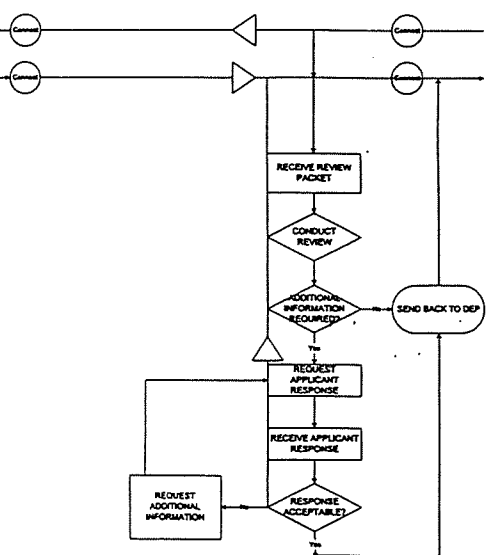 Connect
Connect
Connect
Connect
RECEIVE REVIEW
PACKET
CONDUCT
REVIEW
ADDITIONAL
INFORMATION
REQUIRED?
No
SEND BACK TO DEP
Yes
REQUEST
APPLICANT
RESPONSE
RECEIVE APPLICANT
RESPONSE
REQUEST
ADDITIONAL
INFORMATION
No
RESPONSE
ACCEPTABLE?
Yes